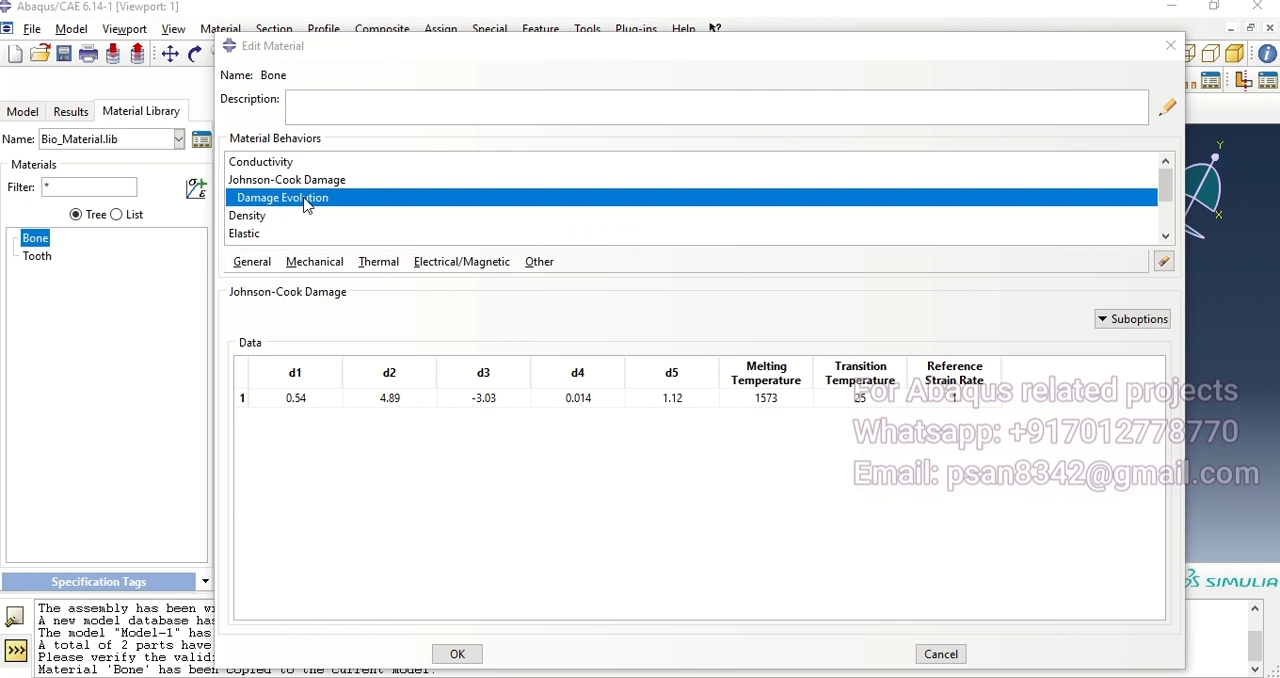 Abaqus/CAE 6.14-1 [Viewport: 1]
File Model Viewport View Material Section Profile Composite Assign Special Feature Tools Plug-ins Help
Edit Material
Name: Bone
Description:
Model Results Material Library
Name: Bio_Material.lib
Materials
Filter: *
Tree List
Bone
Tooth
Specification Tags
Material Behaviors
Conductivity
Johnson-Cook Damage
Damage Evolution
Density
Elastic
General Mechanical Thermal Electrical/Magnetic Other
Johnson-Cook Damage
Suboptions
Data
d1 d2 d3 d4 d5 Melting Temperature Transition Temperature Reference Strain Rate
1 0.54 4.89 -3.03 0.014 1.12 1573 25 1
For Abaqus related projects
Whatsapp: +917012778770
Email: psan8342@gmail.com
OK Cancel
Y
X
SIMULIA
The assembly has been
A new model database has
The model "Model-1" has
A total of 2 parts have
Please verify the
Material 'Bone' has been copied to the current model.